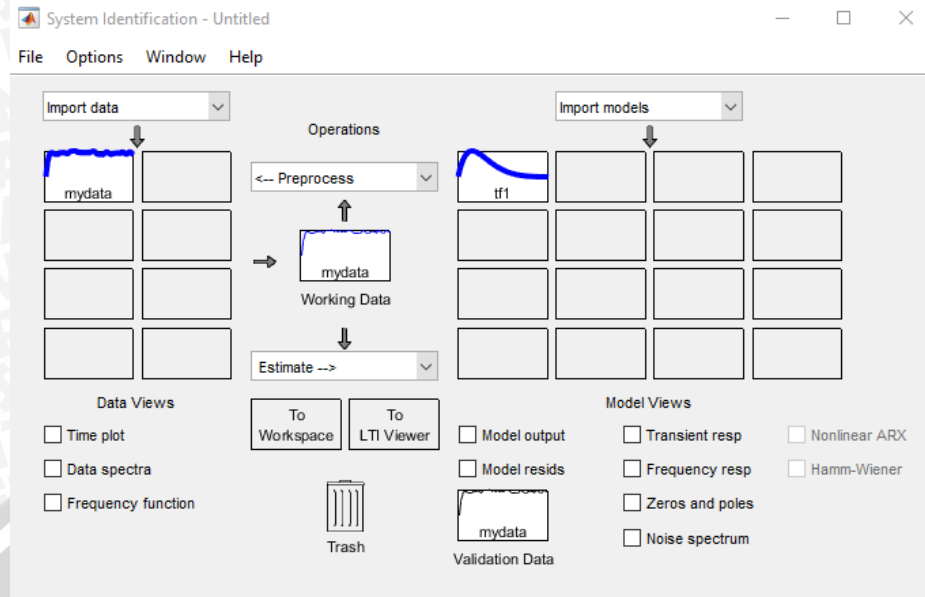 System Identification - Untitled
File Options Window Help
Import data
Import models
Operations
<-- Preprocess
mydata
tf1
mydata
Working Data
Estimate -->
Data Views
Model Views
To Workspace
To LTI Viewer
Time plot
Data spectra
Frequency function
Trash
Model output
Model resids
mydata
Validation Data
Transient resp
Frequency resp
Zeros and poles
Noise spectrum
Nonlinear ARX
Hamm-Wiener